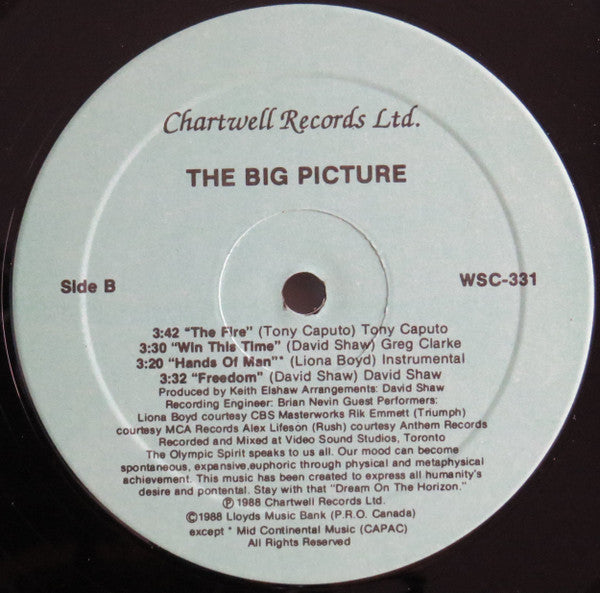 Chartwell Records Ltd.
THE BIG PICTURE
Side B
WSC-331
3:42 "The Fire" (Tony Caputo) Tony Caputo
3:30 "Win This Time" (David Shaw) Greg Clarke
3:20 "Hands Of Man"* (Liona Boyd) Instrumental
3:32 "Freedom" (David Shaw) David Shaw
Produced by Keith Elshaw Arrangements: David Shaw
Recording Engineer: Brian Nevin Guest Performers:
Liona Boyd courtesy CBS Masterworks Rik Emmett (Triumph)
courtesy MCA Records Alex Lifeson (Rush) courtesy Anthem Records
Recorded and Mixed at Video Sound Studios, Toronto
The Olympic Spirit speaks to us all. Our mood can become
spontaneous, expansive,euphoric through physical and metaphysical
achievement. This music has been created to express all humanity's
desire and pontental. Stay with that "Dream On The Horizon."
℗1988 Chartwell Records Ltd.
©1988 Lloyds Music Bank (P.R.O. Canada)
except * Mid Continental Music (CAPAC)
All Rights Reserved